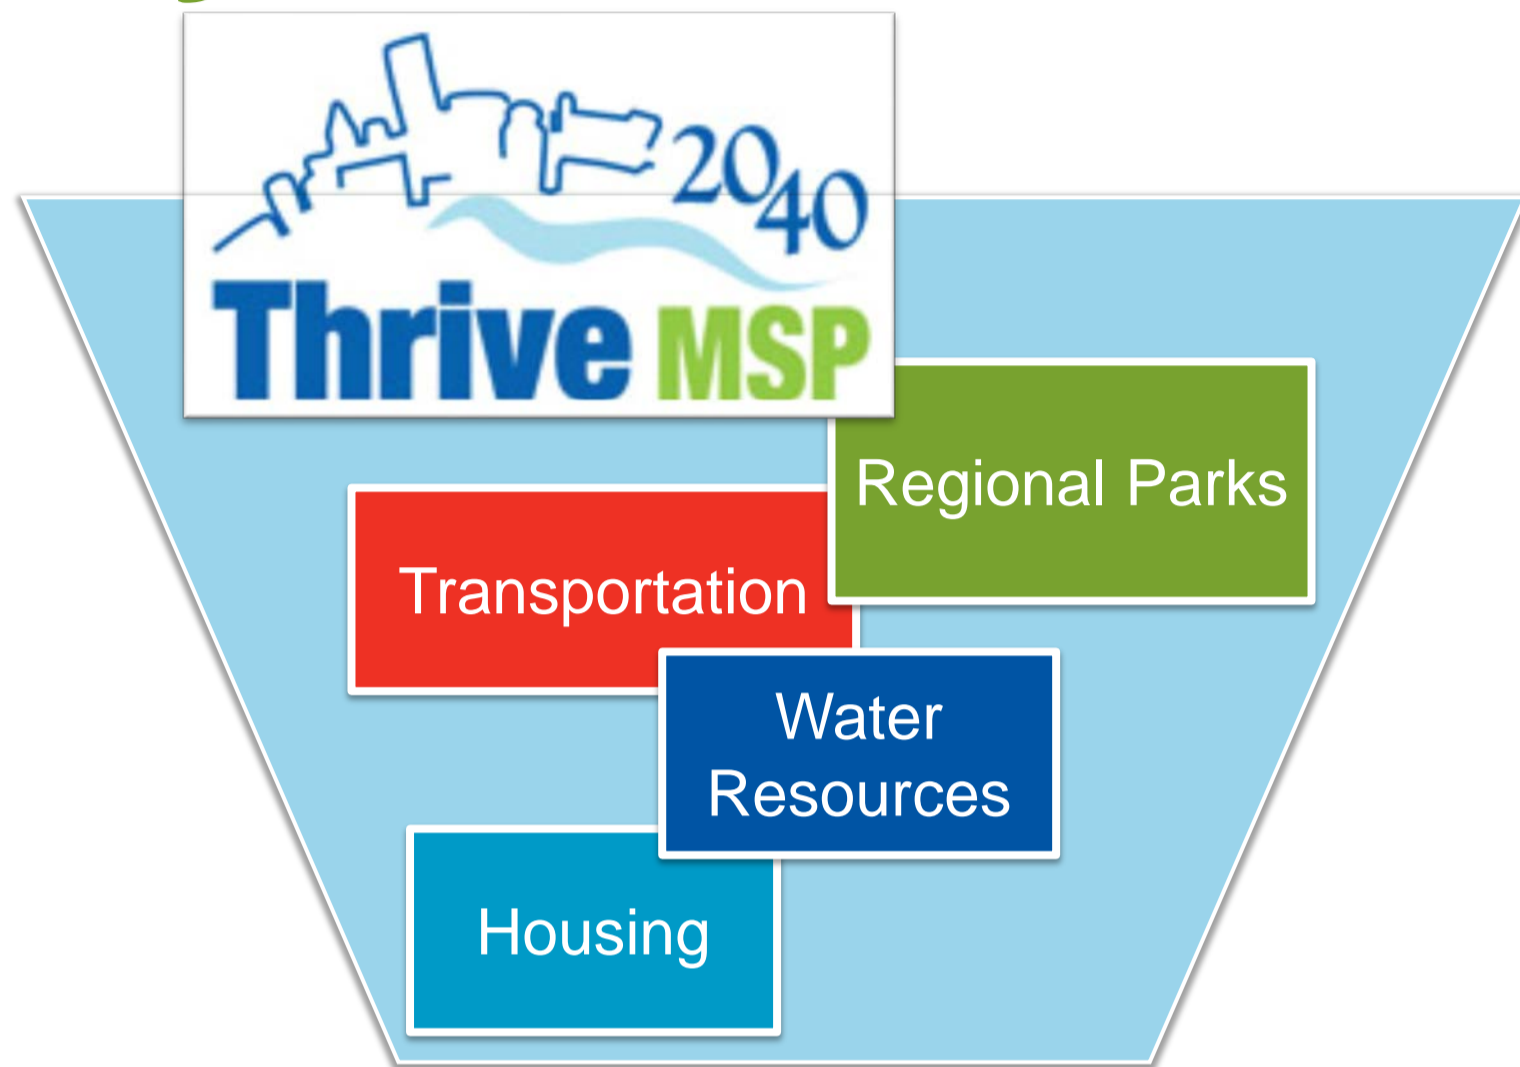 2040
Thrive MSP
Regional Parks
Transportation
Water
Resources
Housing